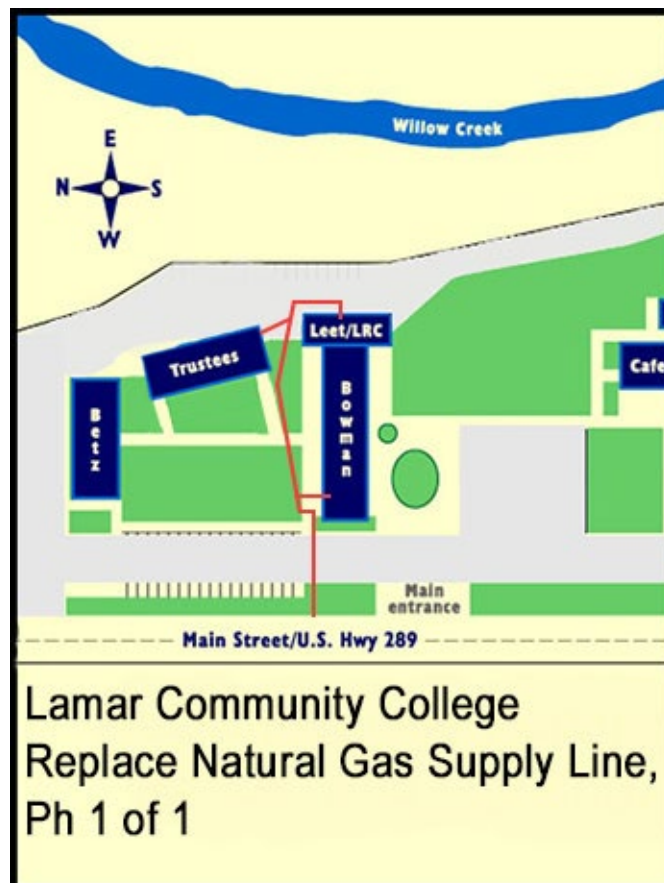 Willow Creek
E
N S
W
Leet/LRC
Trustees
Cafe
Betz
Bowman
Main
entrance
Main Street/U.S. Hwy 289
Lamar Community College
Replace Natural Gas Supply Line,
Ph 1 of 1